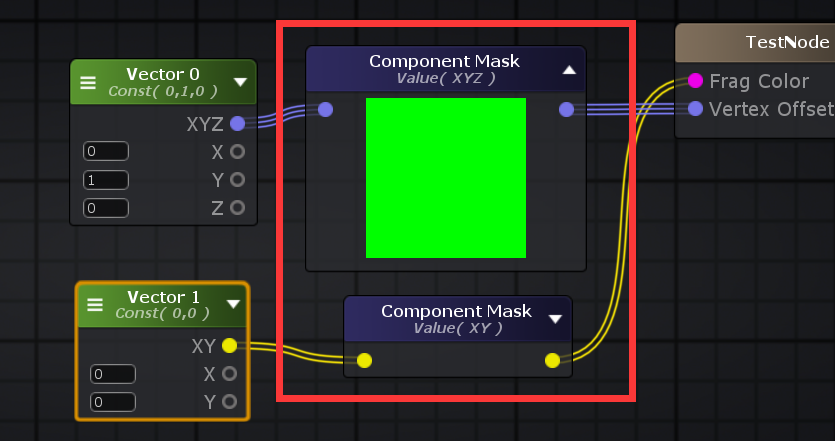 Vector 0
Const( 0,1,0 )
XYZ
0
X
1
Y
0
Z
Component Mask
Value( XYZ )
TestNode
Frag Color
Vertex Offset
Vector 1
Const( 0,0 )
XY
0
X
0
Y
Component Mask
Value( XY )